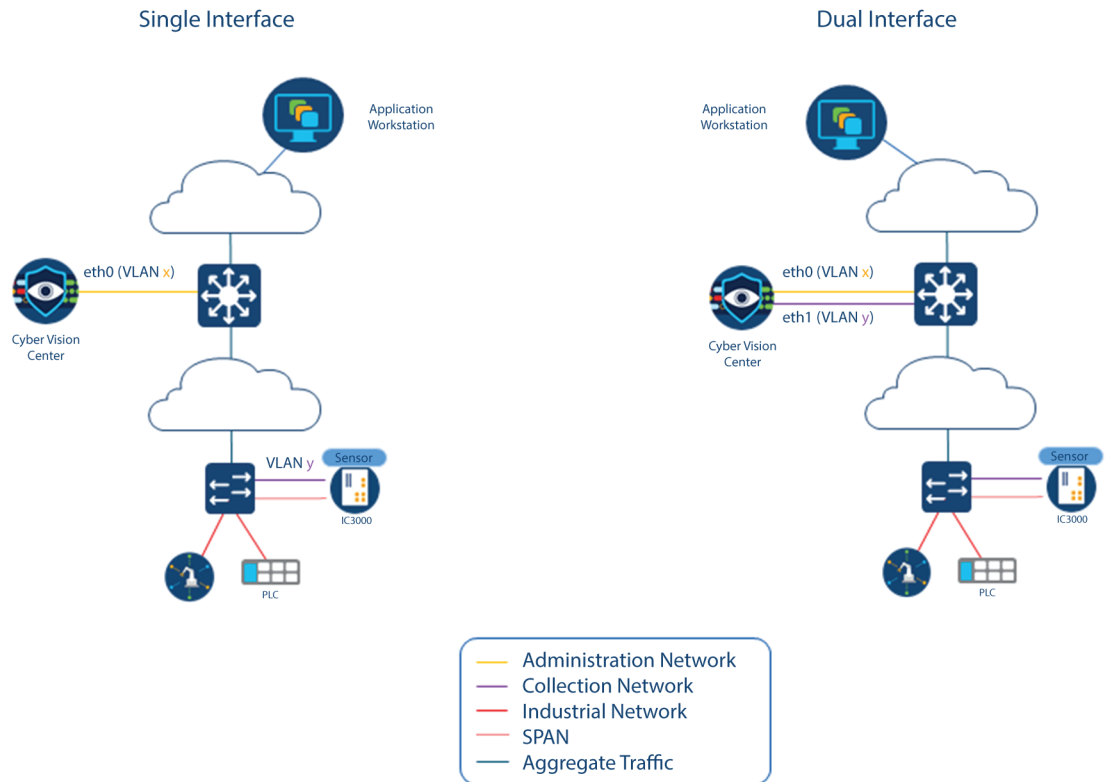 Single Interface
Application
Workstation
eth0 (VLAN x)
Cyber Vision
Center
VLAN y
Sensor
IC3000
PLC
Dual Interface
Application
Workstation
eth0 (VLAN x)
eth1 (VLAN y)
Cyber Vision
Center
Sensor
IC3000
PLC
Administration Network
Collection Network
Industrial Network
SPAN
Aggregate Traffic